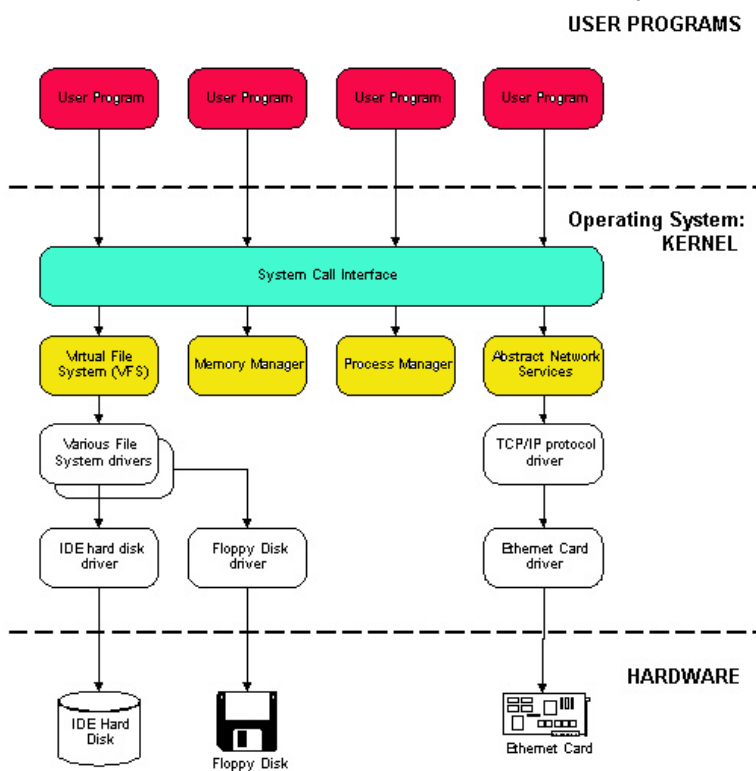 USER PROGRAMS
User Program
User Program
User Program
User Program
Operating System:
KERNEL
System Call Interface
Virtual File
System (VFS)
Memory Manager
Process Manager
Abstract Network
Services
Various File
System drivers
TCP/IP protocol
driver
IDE hard disk
driver
Floppy Disk
driver
Ethernet Card
driver
HARDWARE
IDE Hard
Disk
Floppy Disk
Ethernet Card